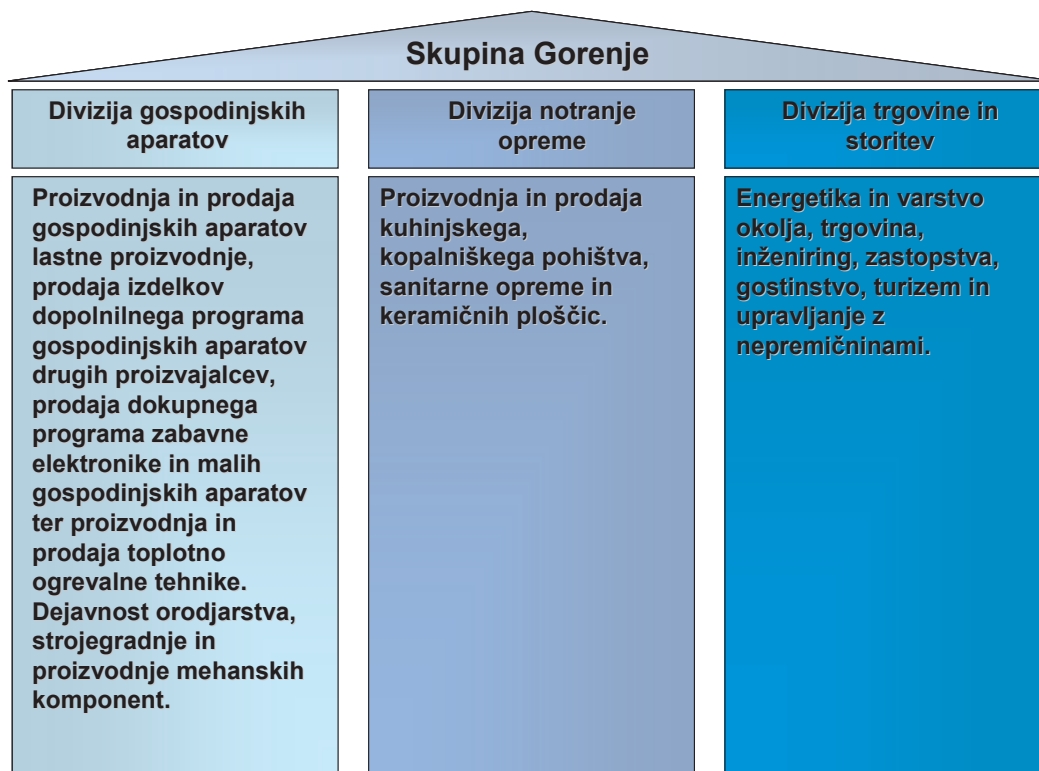 Skupina Gorenje
Divizija gospodinjskih
aparatov
Proizvodnja in prodaja
gospodinjskih aparatov
lastne proizvodnje,
prodaja izdelkov
dopolnilnega programa
gospodinjskih aparatov
drugih proizvajalcev,
prodaja dokupnega
programa zabavne
elektronike in malih
gospodinjskih aparatov
ter proizvodnja in
prodaja toplotno
ogrevalne tehnike.
Dejavnost orodjarstva,
strojegradnje in
proizvodnje mehanskih
komponent.
Divizija notranje
opreme
Proizvodnja in prodaja
kuhinjskega,
kopalniškega pohištva,
sanitarne opreme in
keramičnih ploščic.
Divizija trgovine in
storitev
Energetika in varstvo
okolja, trgovina,
inženiring, zastopstva,
gostinstvo, turizem in
upravljanje z
nepremičninami.